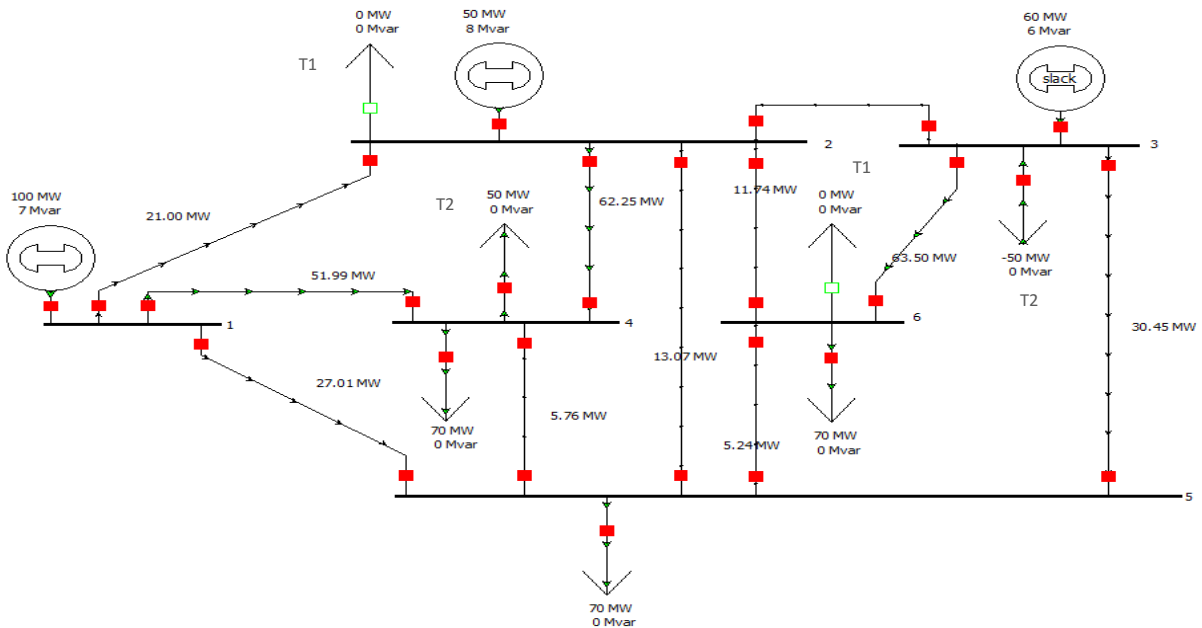 0 MW
0 Mvar
T1
50 MW
8 Mvar
60 MW
6 Mvar
slack
2
3
T1
100 MW
7 Mvar
21.00 MW
T2
50 MW
0 Mvar
62.25 MW
11.74 MW
0 MW
0 Mvar
63.50 MW
-50 MW
0 Mvar
T2
51.99 MW
1
4
6
30.45 MW
13.07 MW
27.01 MW
5.76 MW
70 MW
0 Mvar
5.24 MW
70 MW
0 Mvar
5
70 MW
0 Mvar